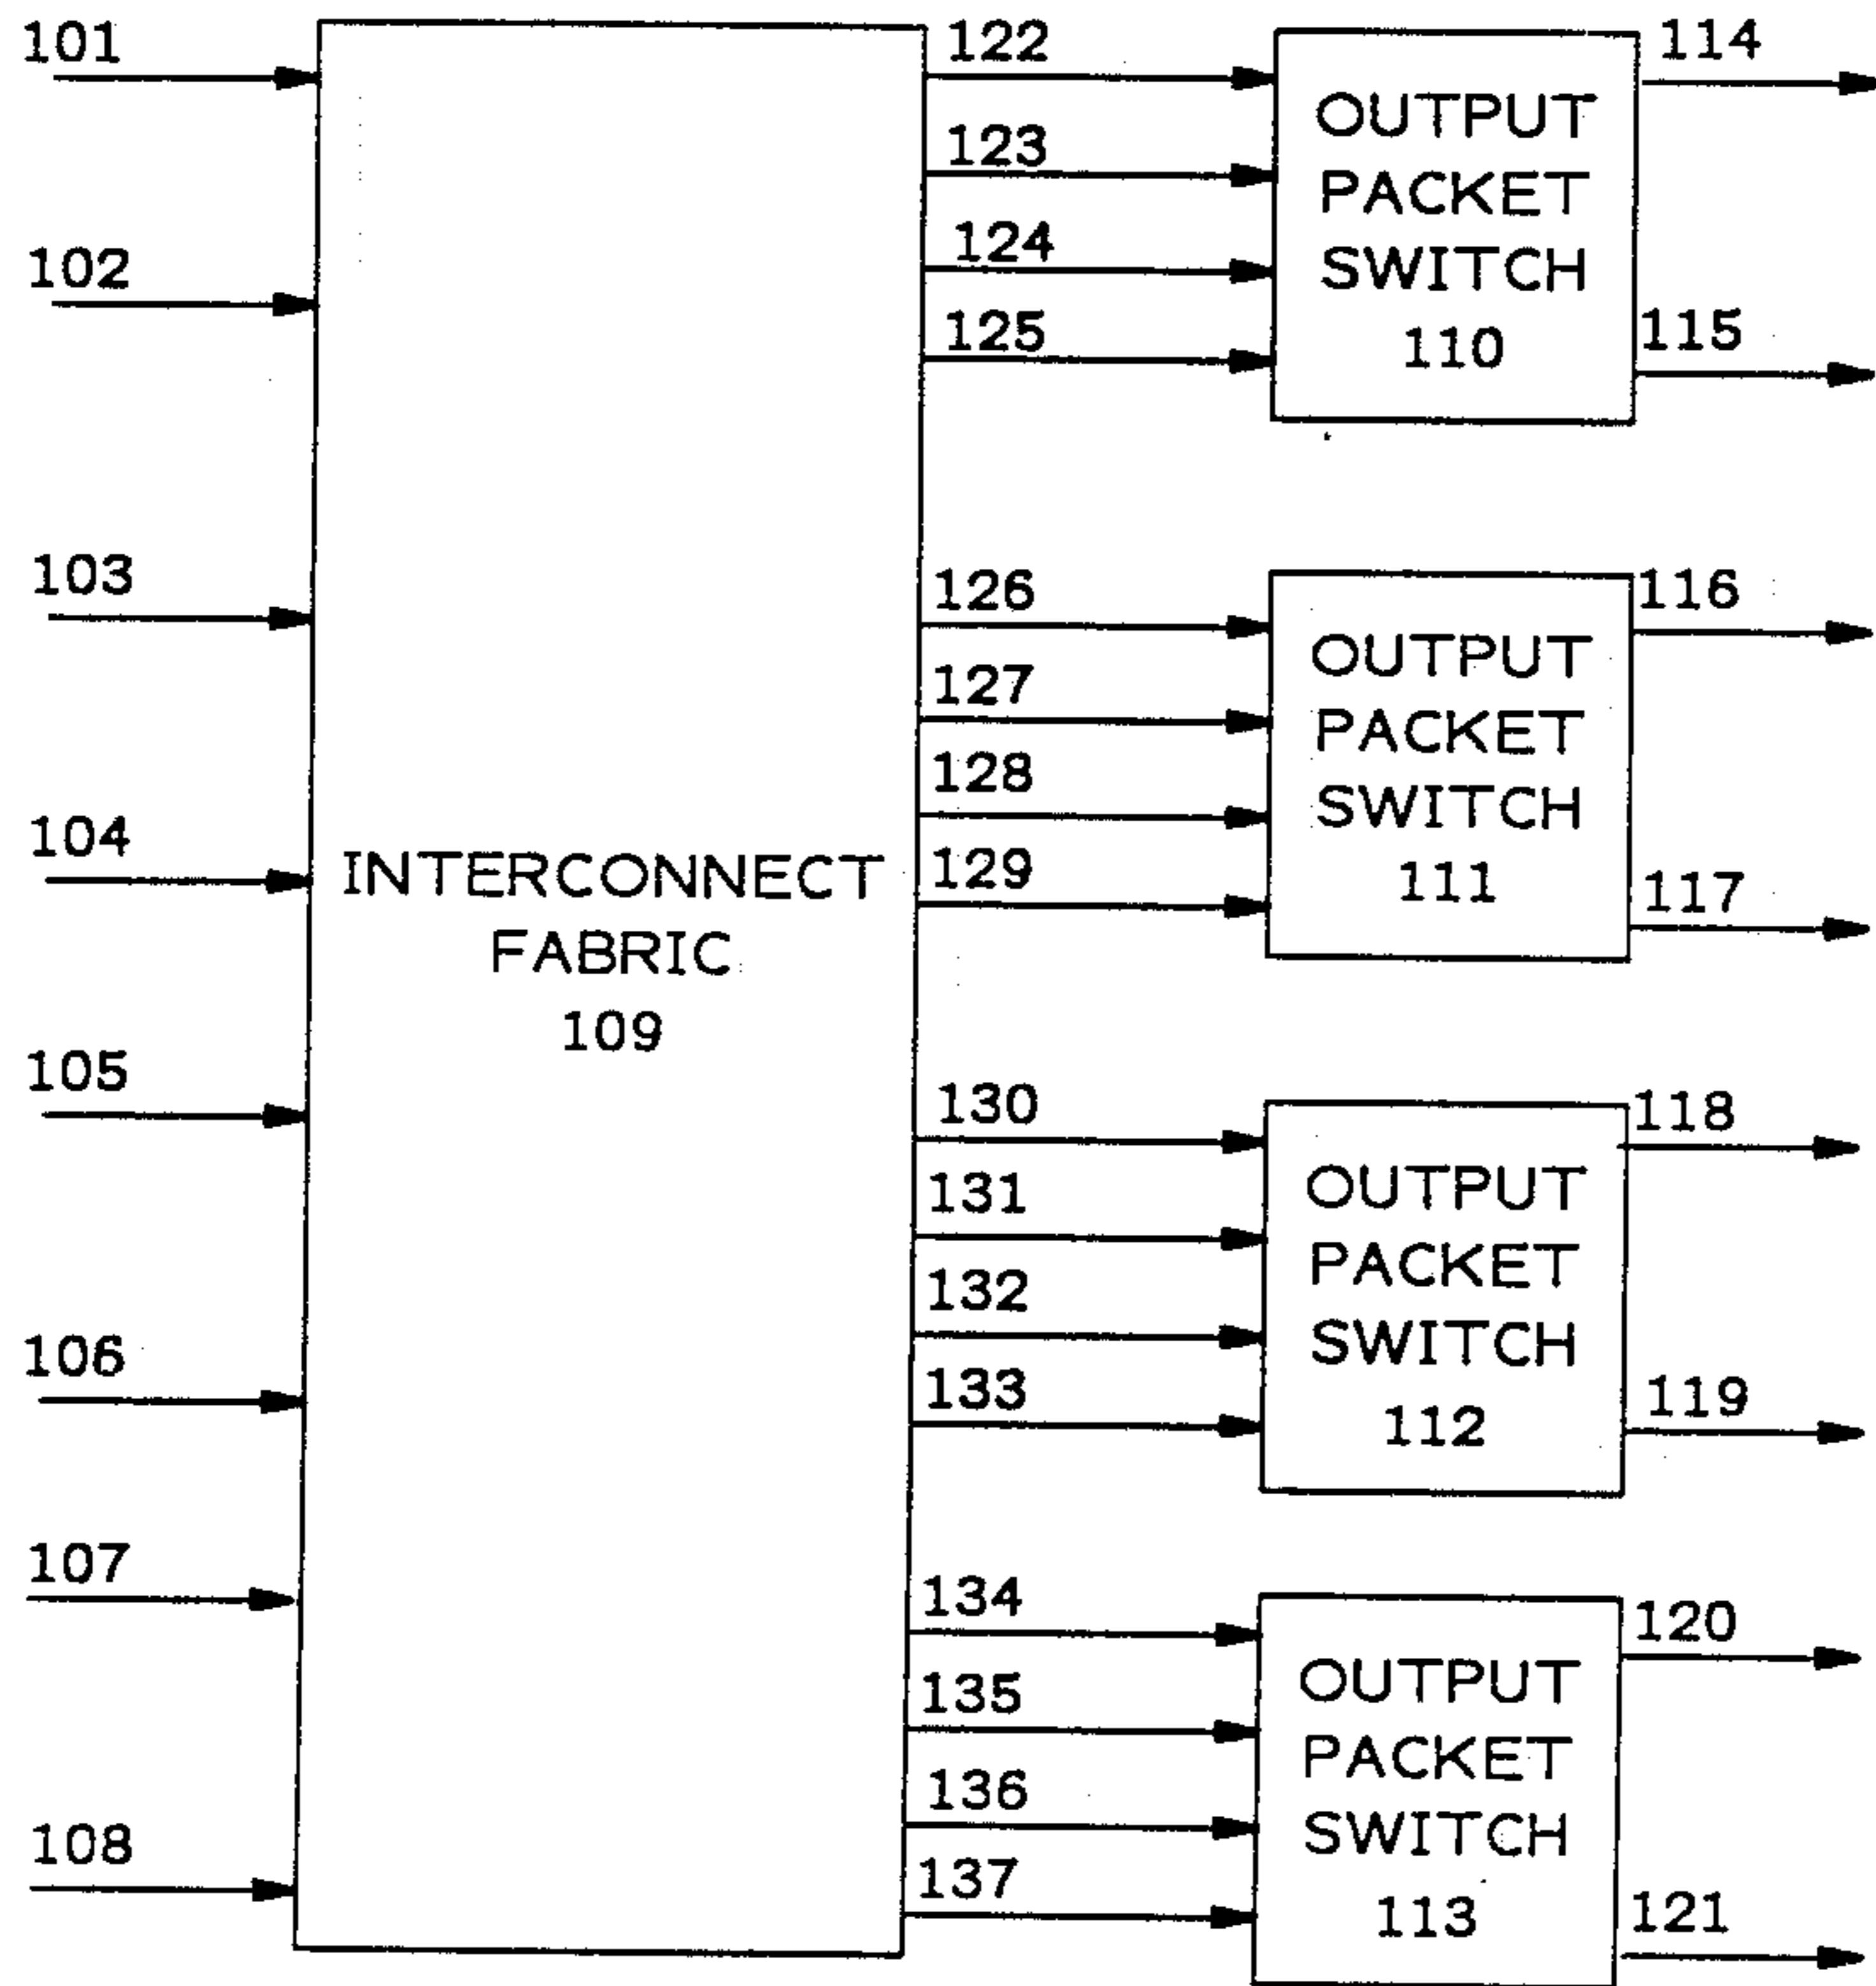 101
102
103
104
105
106
107
108
INTERCONNECT
FABRIC
109
122
123
124
125
126
127
128
129
130
131
132
133
134
135
136
137
OUTPUT
PACKET
SWITCH
110
OUTPUT
PACKET
SWITCH
111
OUTPUT
PACKET
SWITCH
112
OUTPUT
PACKET
SWITCH
113
114
115
116
117
118
119
120
121